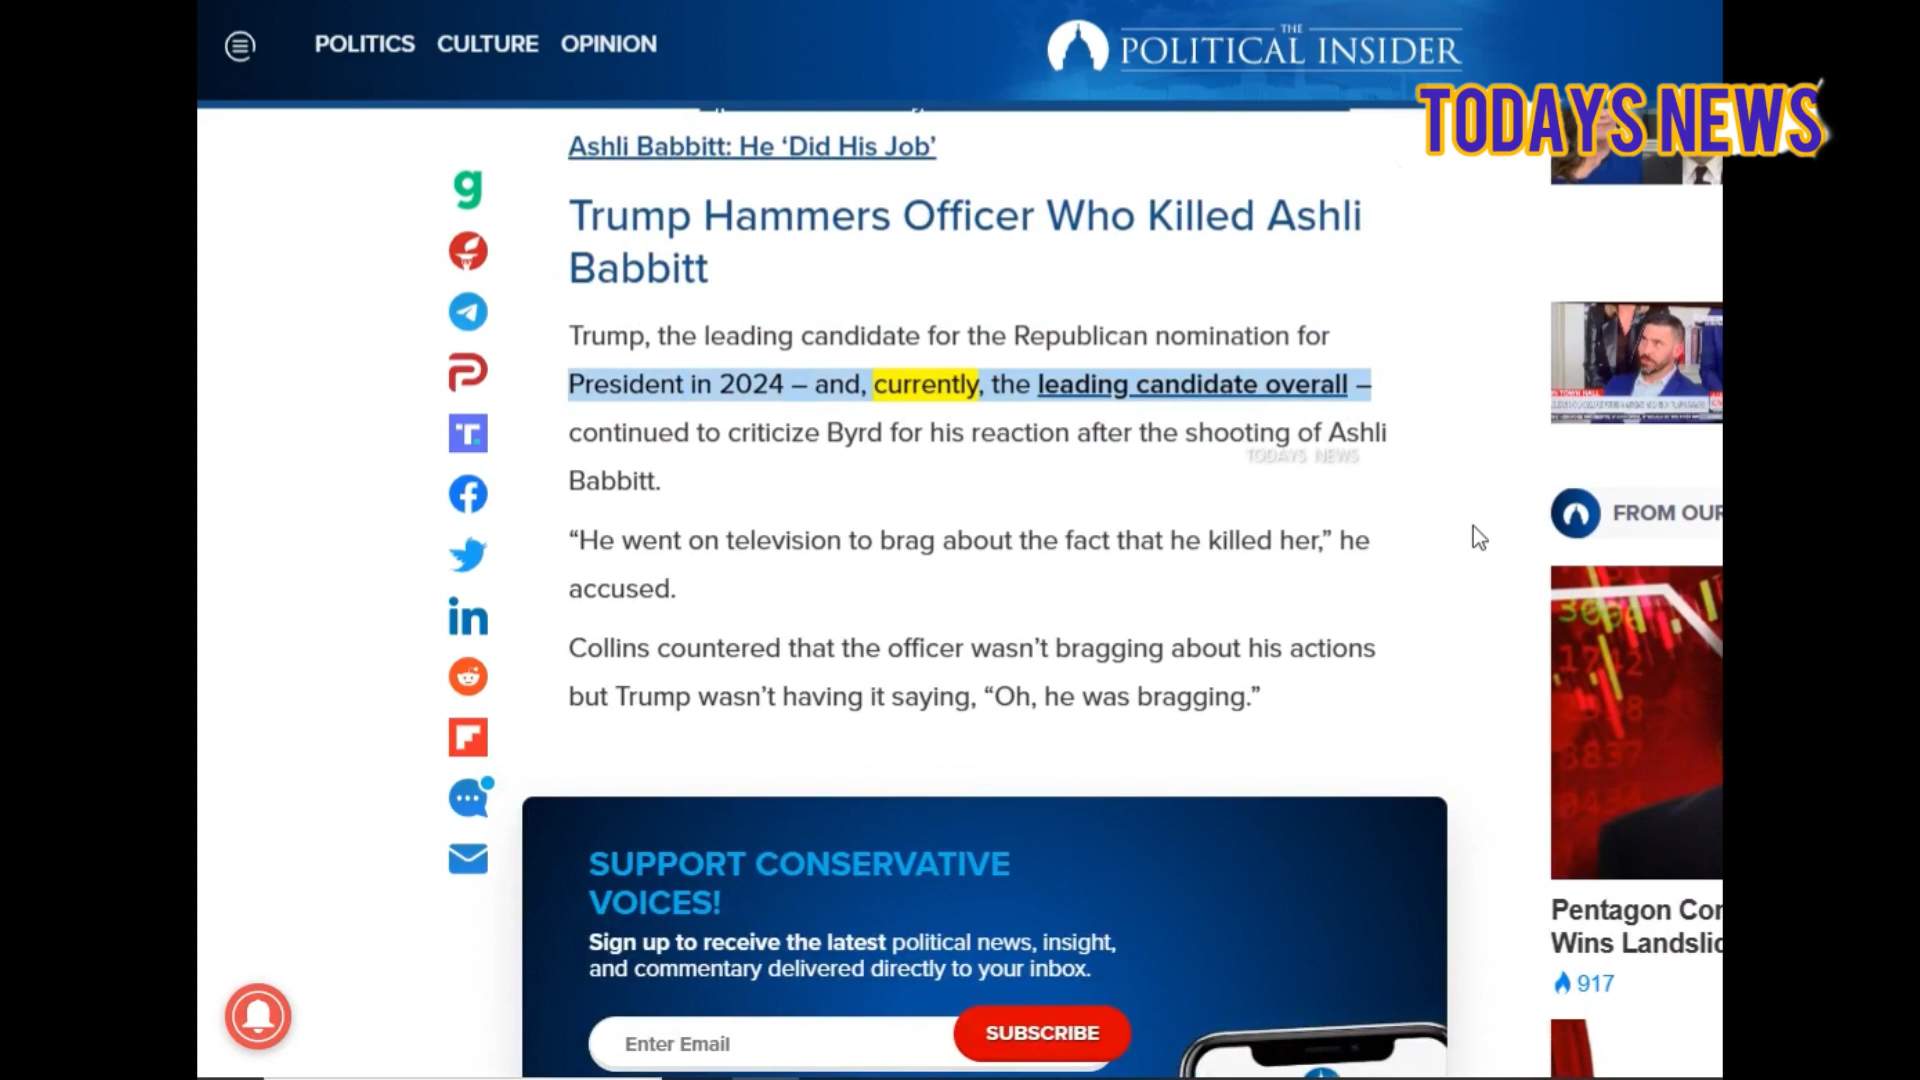 POLITICS CULTURE OPINION
THE
POLITICAL INSIDER
TODAYS NEWS
Ashli Babbitt: He ‘Did His Job’
Trump Hammers Officer Who Killed Ashli
Babbitt
Trump, the leading candidate for the Republican nomination for
President in 2024 – and, currently, the leading candidate overall –
continued to criticize Byrd for his reaction after the shooting of Ashli
TODAYS NEWS
Babbitt.
“He went on television to brag about the fact that he killed her,” he
accused.
Collins countered that the officer wasn’t bragging about his actions
but Trump wasn’t having it saying, “Oh, he was bragging.”
SUPPORT CONSERVATIVE
VOICES!
Sign up to receive the latest political news, insight,
and commentary delivered directly to your inbox.
Enter Email
SUBSCRIBE
TOWN HALL
FROM OUR
Pentagon Cor
Wins Landslid
917